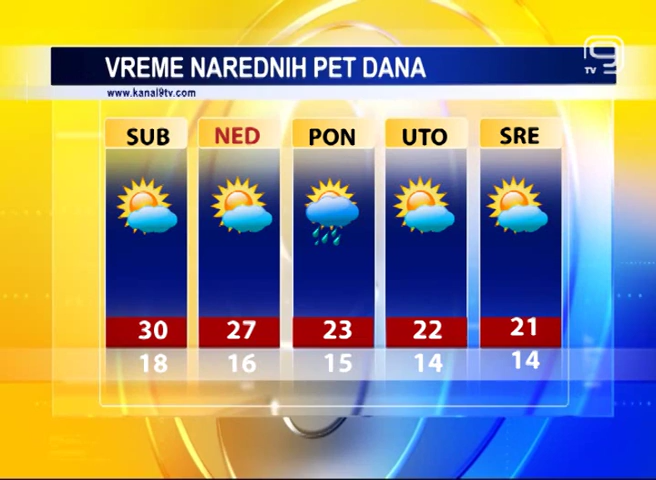 VREME NAREDNIH PET DANA
9
TV
www.kanal9tv.com
SUB NED PON UTO SRE
30 27 23 22 21
18 16 15 14 14